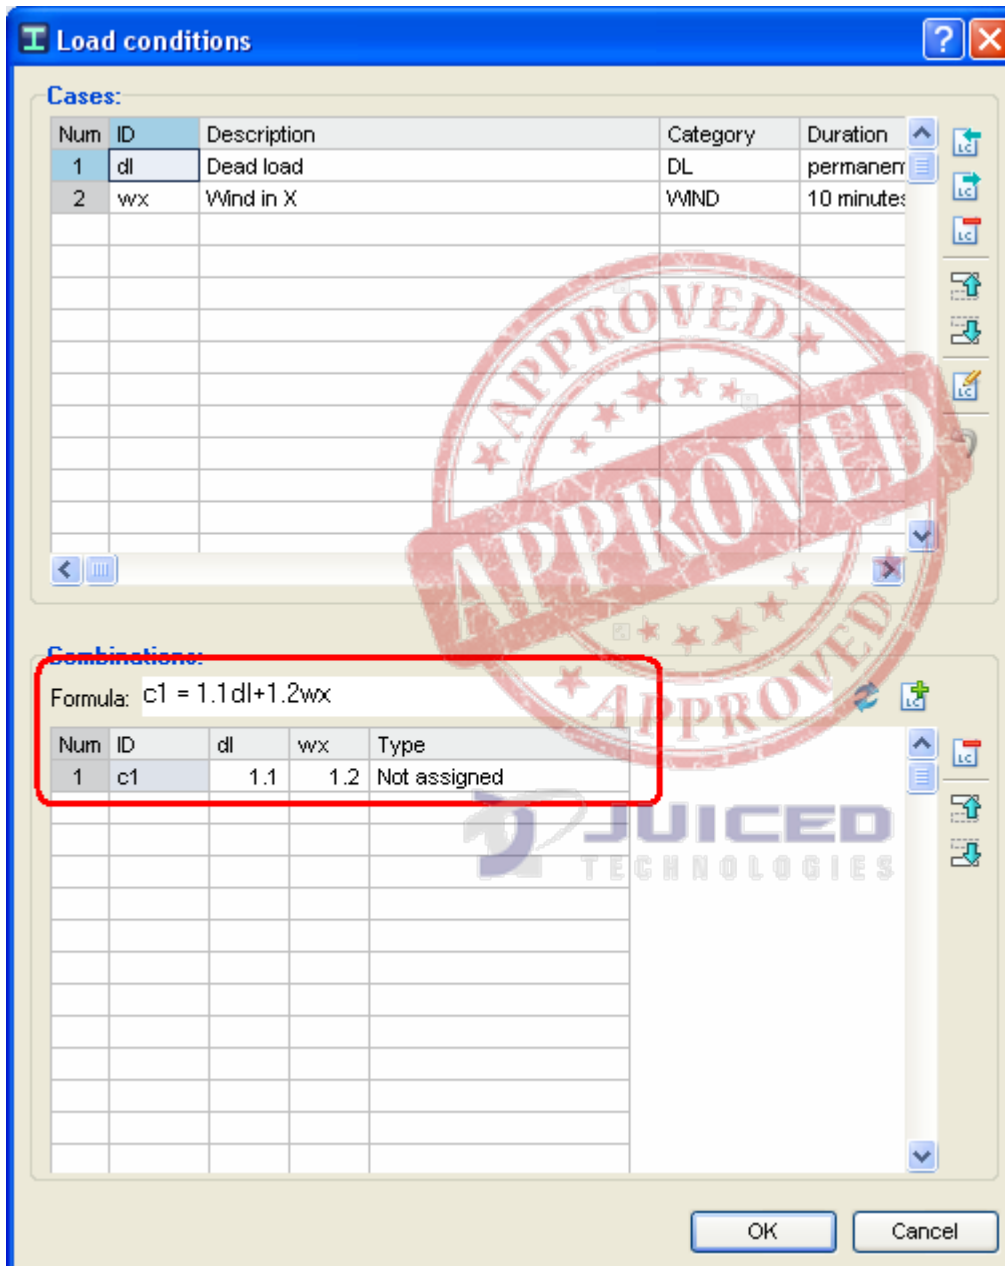 Load conditions
Cases:
Num ID Description Category Duration
1 dl Dead load DL permanem
2 wx Wind in X WIND 10 minutes
APPROVED
APPROVED
APPROVED
Combinations:
Formula: c1 = 1.1dl+1.2wx
Num ID dl wx Type
1 c1 1.1 1.2 Not assigned
JUICED
TECHNOLOGIES
OK Cancel